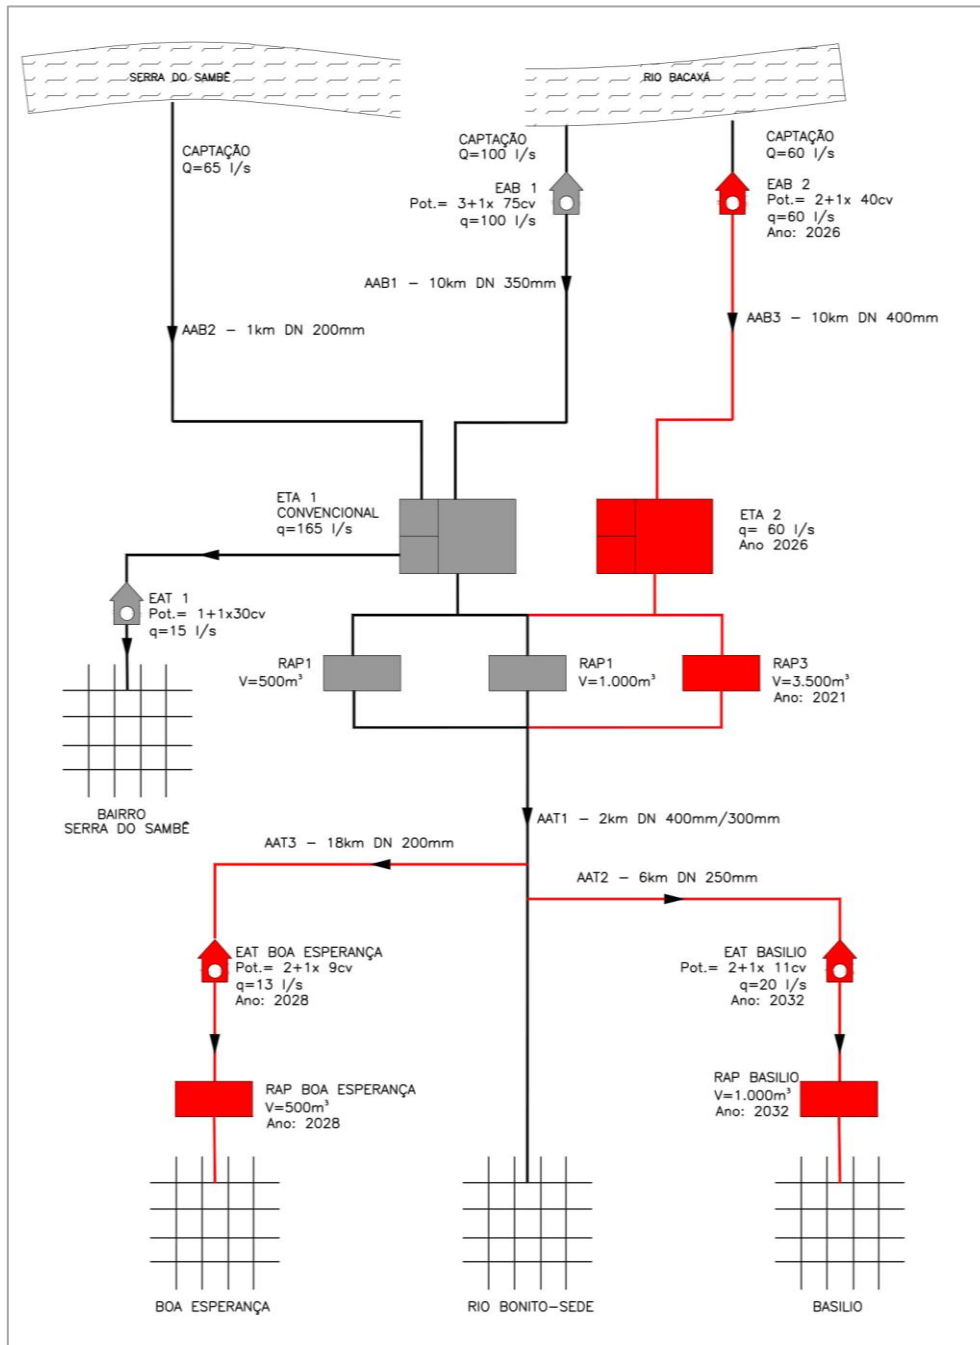 SERRA DO SAMBÊ
RIO BACAXÁ
CAPTAÇÃO
Q=65 l/s
CAPTAÇÃO
Q=100 l/s
CAPTAÇÃO
Q=60 l/s
EAB 1
Pot.= 3+1x 75cv
q=100 l/s
EAB 2
Pot.= 2+1x 40cv
q=60 l/s
Ano: 2026
AAB1 – 10km DN 350mm
AAB2 – 1km DN 200mm
AAB3 – 10km DN 400mm
ETA 1
CONVENCIONAL
q=165 l/s
ETA 2
q= 60 l/s
Ano 2026
EAT 1
Pot.= 1+1x30cv
q=15 l/s
RAP1
V=500m³
RAP1
V=1.000m³
RAP3
V=3.500m³
Ano: 2021
BAIRRO
SERRA DO SAMBÊ
AAT1 – 2km DN 400mm/300mm
AAT3 – 18km DN 200mm
AAT2 – 6km DN 250mm
EAT BOA ESPERANÇA
Pot.= 2+1x 9cv
q=13 l/s
Ano: 2028
EAT BASILIO
Pot.= 2+1x 11cv
q=20 l/s
Ano: 2032
RAP BOA ESPERANÇA
V=500m³
Ano: 2028
RAP BASILIO
V=1.000m³
Ano: 2032
BOA ESPERANÇA
RIO BONITO–SEDE
BASILIO